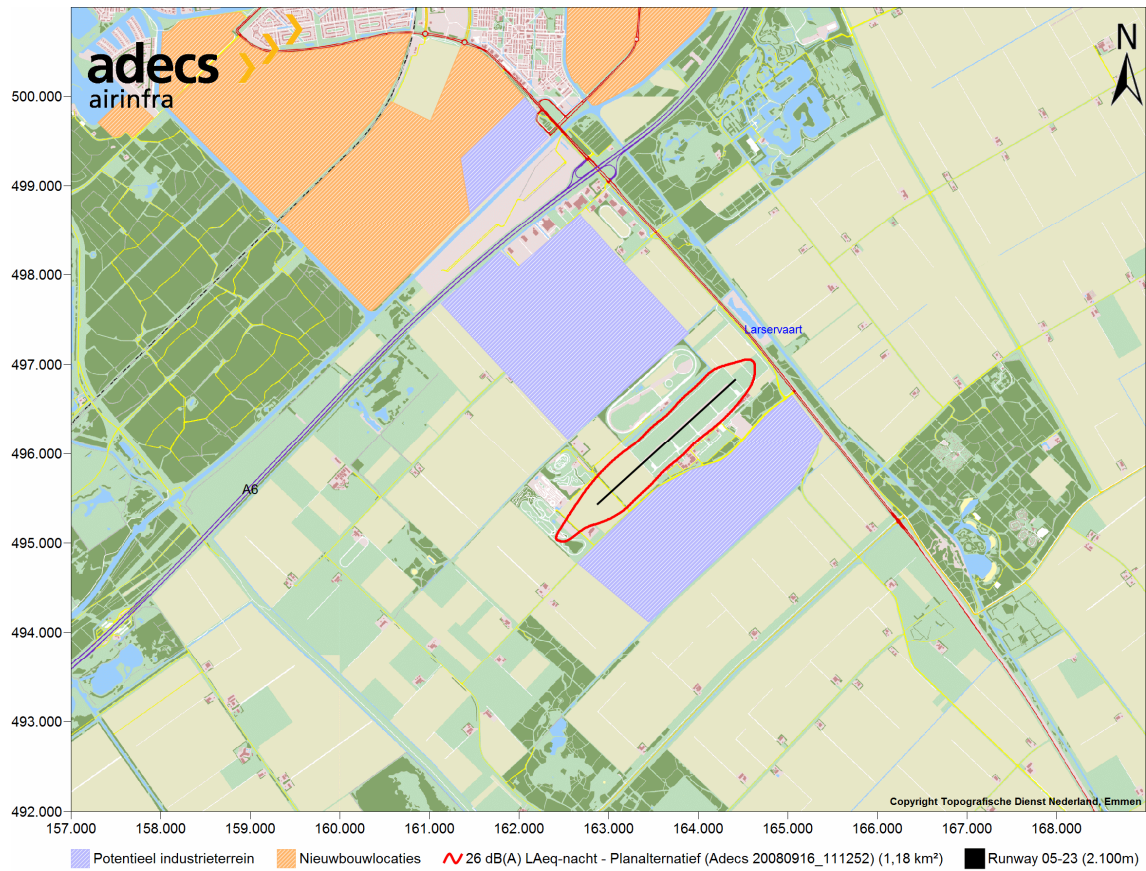 adecs
airinfra
N
500.000
499.000
498.000
497.000
496.000
495.000
494.000
493.000
492.000
Larservaart
A6
Copyright Topografische Dienst Nederland, Emmen
157.000 158.000 159.000 160.000 161.000 162.000 163.000 164.000 165.000 166.000 167.000 168.000
Potentieel industrieterrein Nieuwbouwlocaties 26 dB(A) LAeq-nacht - Planalternatief (Adecs 20080916_111252) (1,18 km²) Runway 05-23 (2.100m)